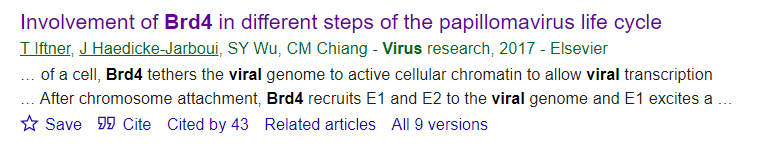 Involvement of Brd4 in different steps of the papillomavirus life cycle
T Iftner, J Haedicke-Jarboui, SY Wu, CM Chiang - Virus research, 2017 - Elsevier
... of a cell, Brd4 tethers the viral genome to active cellular chromatin to allow viral transcription
... After chromosome attachment, Brd4 recruits E1 and E2 to the viral genome and E1 excites a ...
Save Cite Cited by 43 Related articles All 9 versions